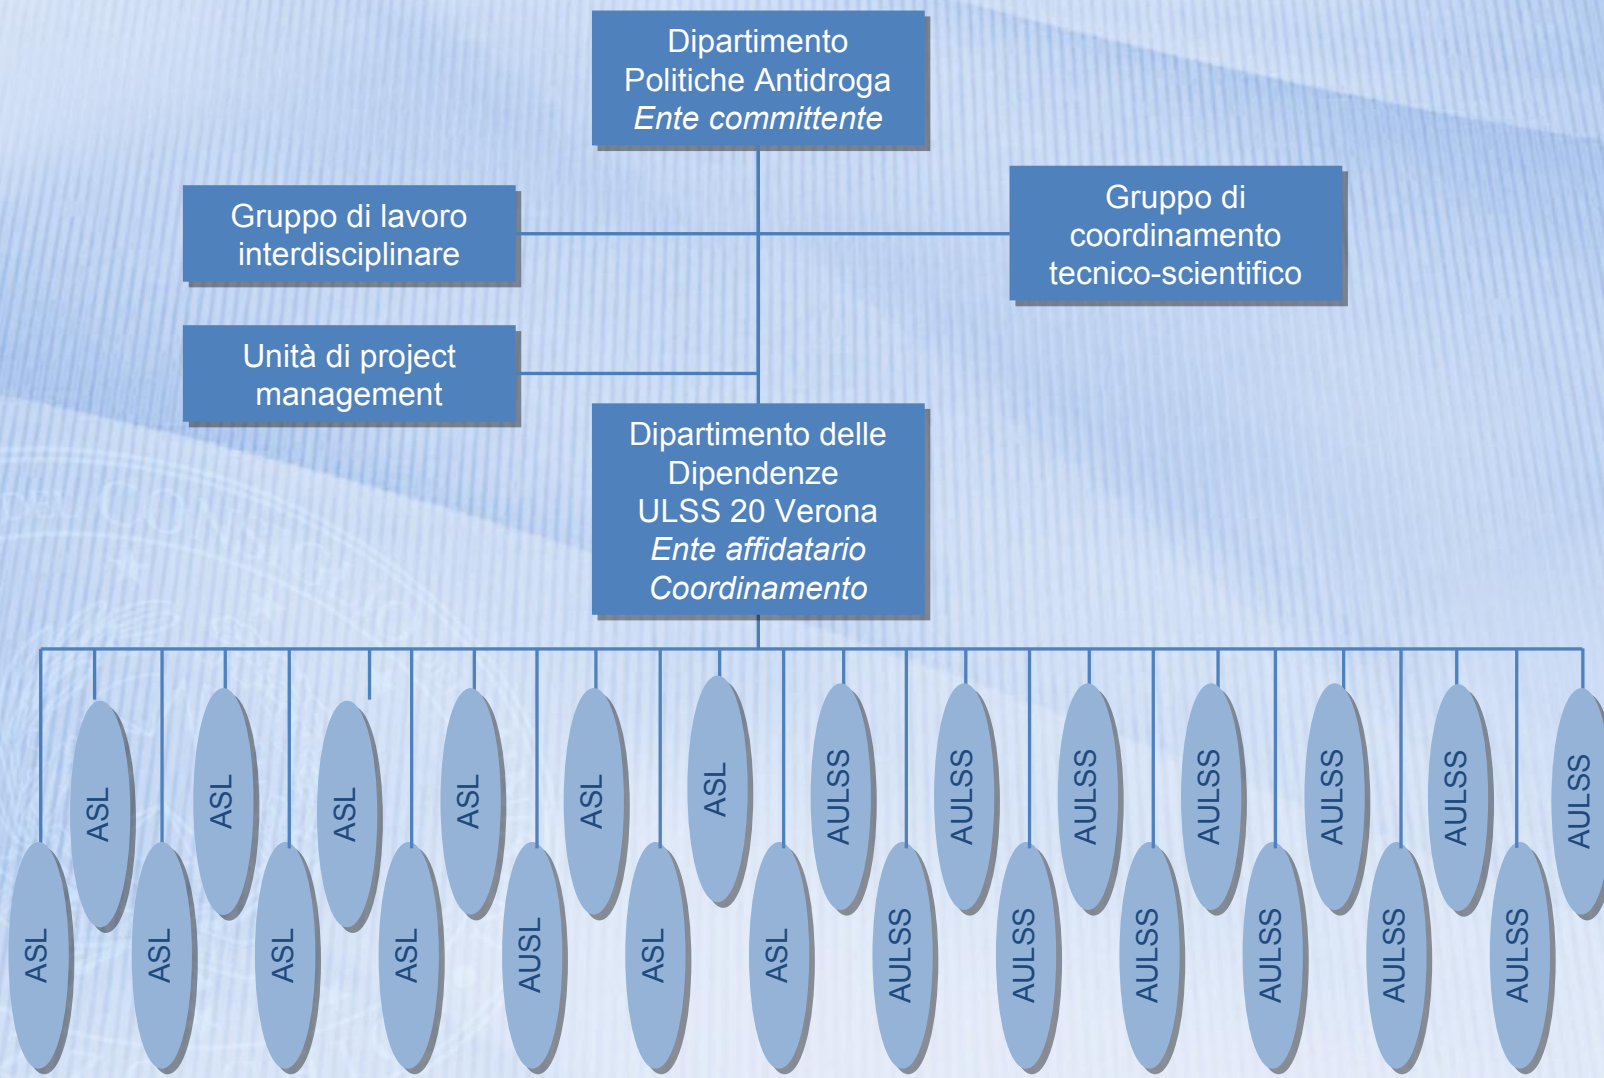 Dipartimento
Politiche Antidroga
Ente committente
Gruppo di lavoro
interdisciplinare
Gruppo di
coordinamento
tecnico-scientifico
Unità di project
management
Dipartimento delle
Dipendenze
ULSS 20 Verona
Ente affidatario
Coordinamento
ASL
ASL
ASL
ASL
ASL
ASL
AULSS
AULSS
AULSS
AULSS
AULSS
AULSS
AULSS
ASL
ASL
ASL
ASL
AUSL
ASL
ASL
AULSS
AULSS
AULSS
AULSS
AULSS
AULSS
CONSIGLIO